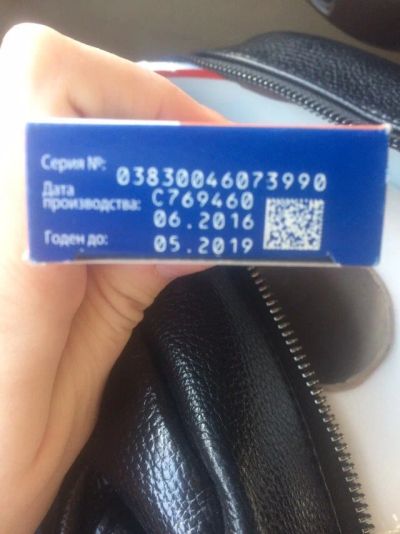 Серия №: 03830046073990
Дата
производства: C769460
06.2016
Годен до: 05.2019